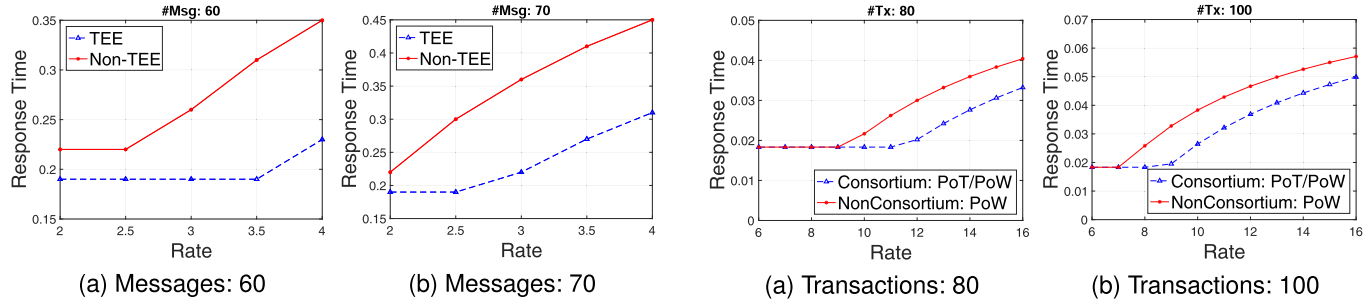 #Msg: 60
0.35
0.3
0.25
0.2
0.15
Response Time
TEE
Non-TEE
2 2.5 3 3.5 4
Rate
(a) Messages: 60
#Msg: 70
0.45
0.4
0.35
0.3
0.25
0.2
0.15
Response Time
TEE
Non-TEE
2 2.5 3 3.5 4
Rate
(b) Messages: 70
#Tx: 80
0.05
0.04
0.03
0.02
0.01
0
Response Time
Consortium: PoT/PoW
NonConsortium: PoW
6 8 10 12 14 16
Rate
(a) Transactions: 80
#Tx: 100
0.07
0.06
0.05
0.04
0.03
0.02
0.01
0
Response Time
Consortium: PoT/PoW
NonConsortium: PoW
6 8 10 12 14 16
Rate
(b) Transactions: 100